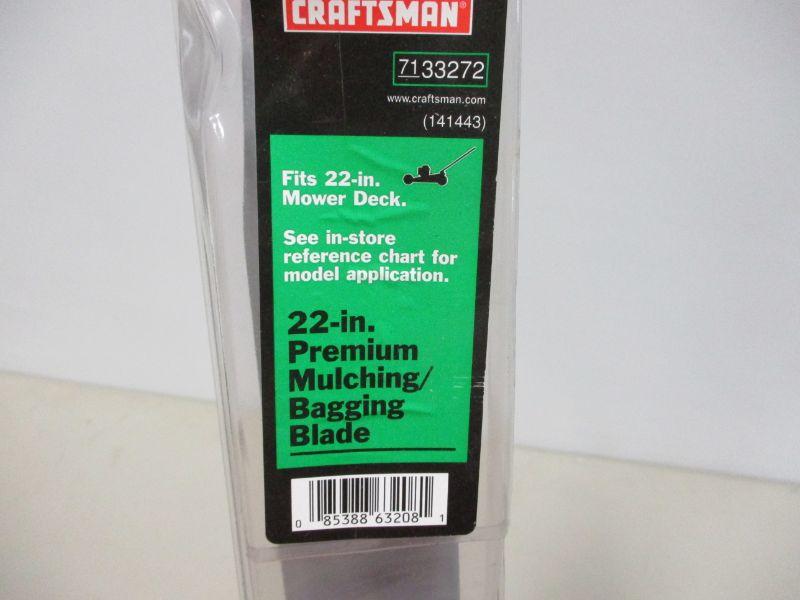 CRAFTSMAN®
7133272
www.craftsman.com
(141443)
Fits 22-in.
Mower Deck.
See in-store
reference chart for
model application.
22-in.
Premium
Mulching/
Bagging
Blade
0 85388 63208 1